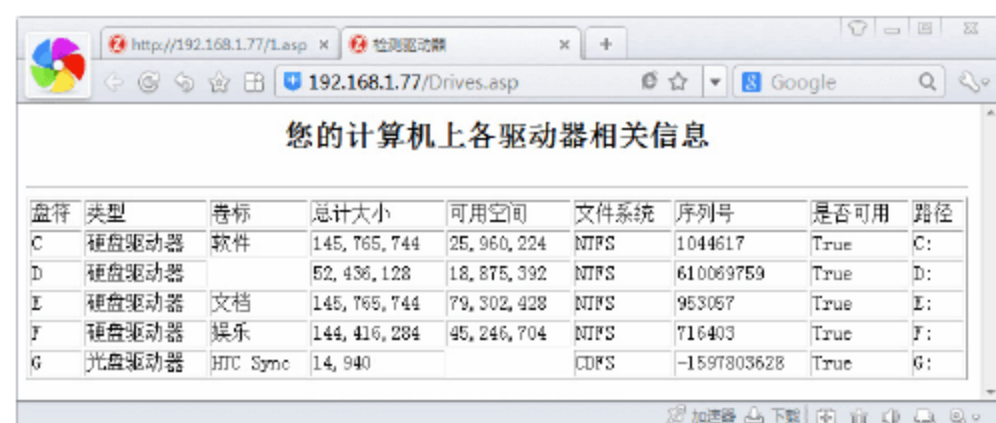 http://192.168.1.77/1.asp × 检测驱动器 × +
192.168.1.77/Drives.asp Google
您的计算机上各驱动器相关信息
盘符 类型 卷标 总计大小 可用空间 文件系统 序列号 是否可用 路径
C 硬盘驱动器 软件 145,765,744 25,960,224 NTFS 1044617 True C:
D 硬盘驱动器 52,436,128 18,875,392 NTFS 610069759 True D:
E 硬盘驱动器 文档 145,765,744 79,302,428 NTFS 953057 True E:
F 硬盘驱动器 娱乐 144,416,284 45,246,704 NTFS 716403 True F:
G 光盘驱动器 HTC Sync 14,940 CDFS -1597803628 True G:
加速器 下载